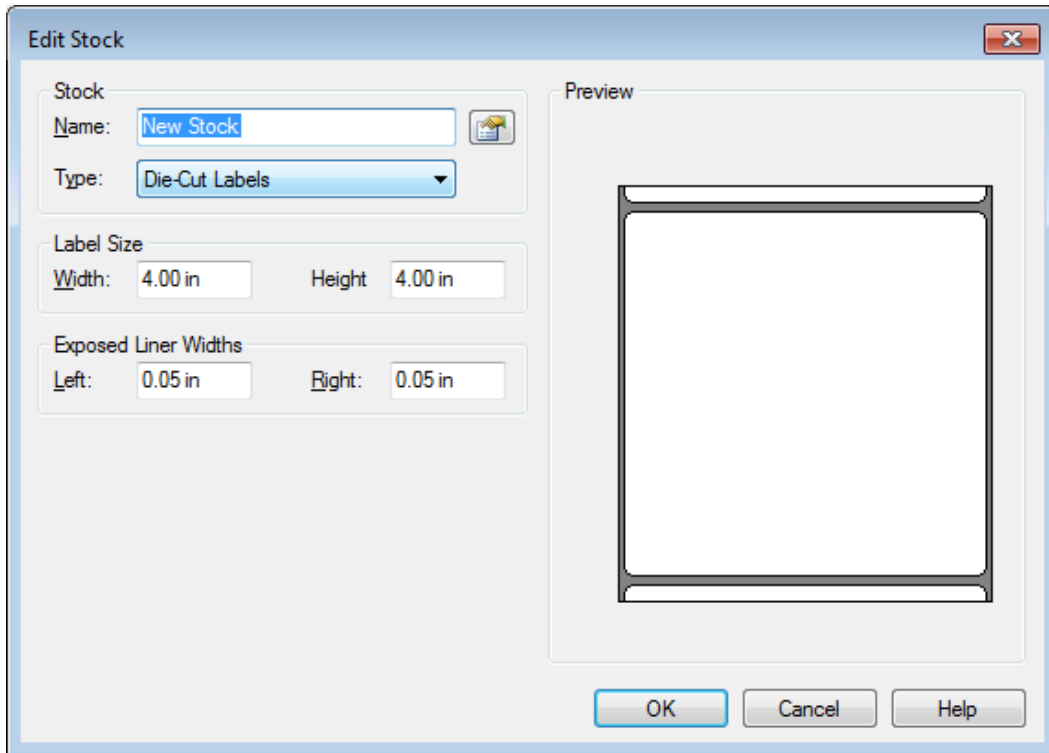 Edit Stock
Stock
Name: New Stock
Type: Die-Cut Labels
Label Size
Width: 4.00 in Height 4.00 in
Exposed Liner Widths
Left: 0.05 in Right: 0.05 in
Preview
OK Cancel Help